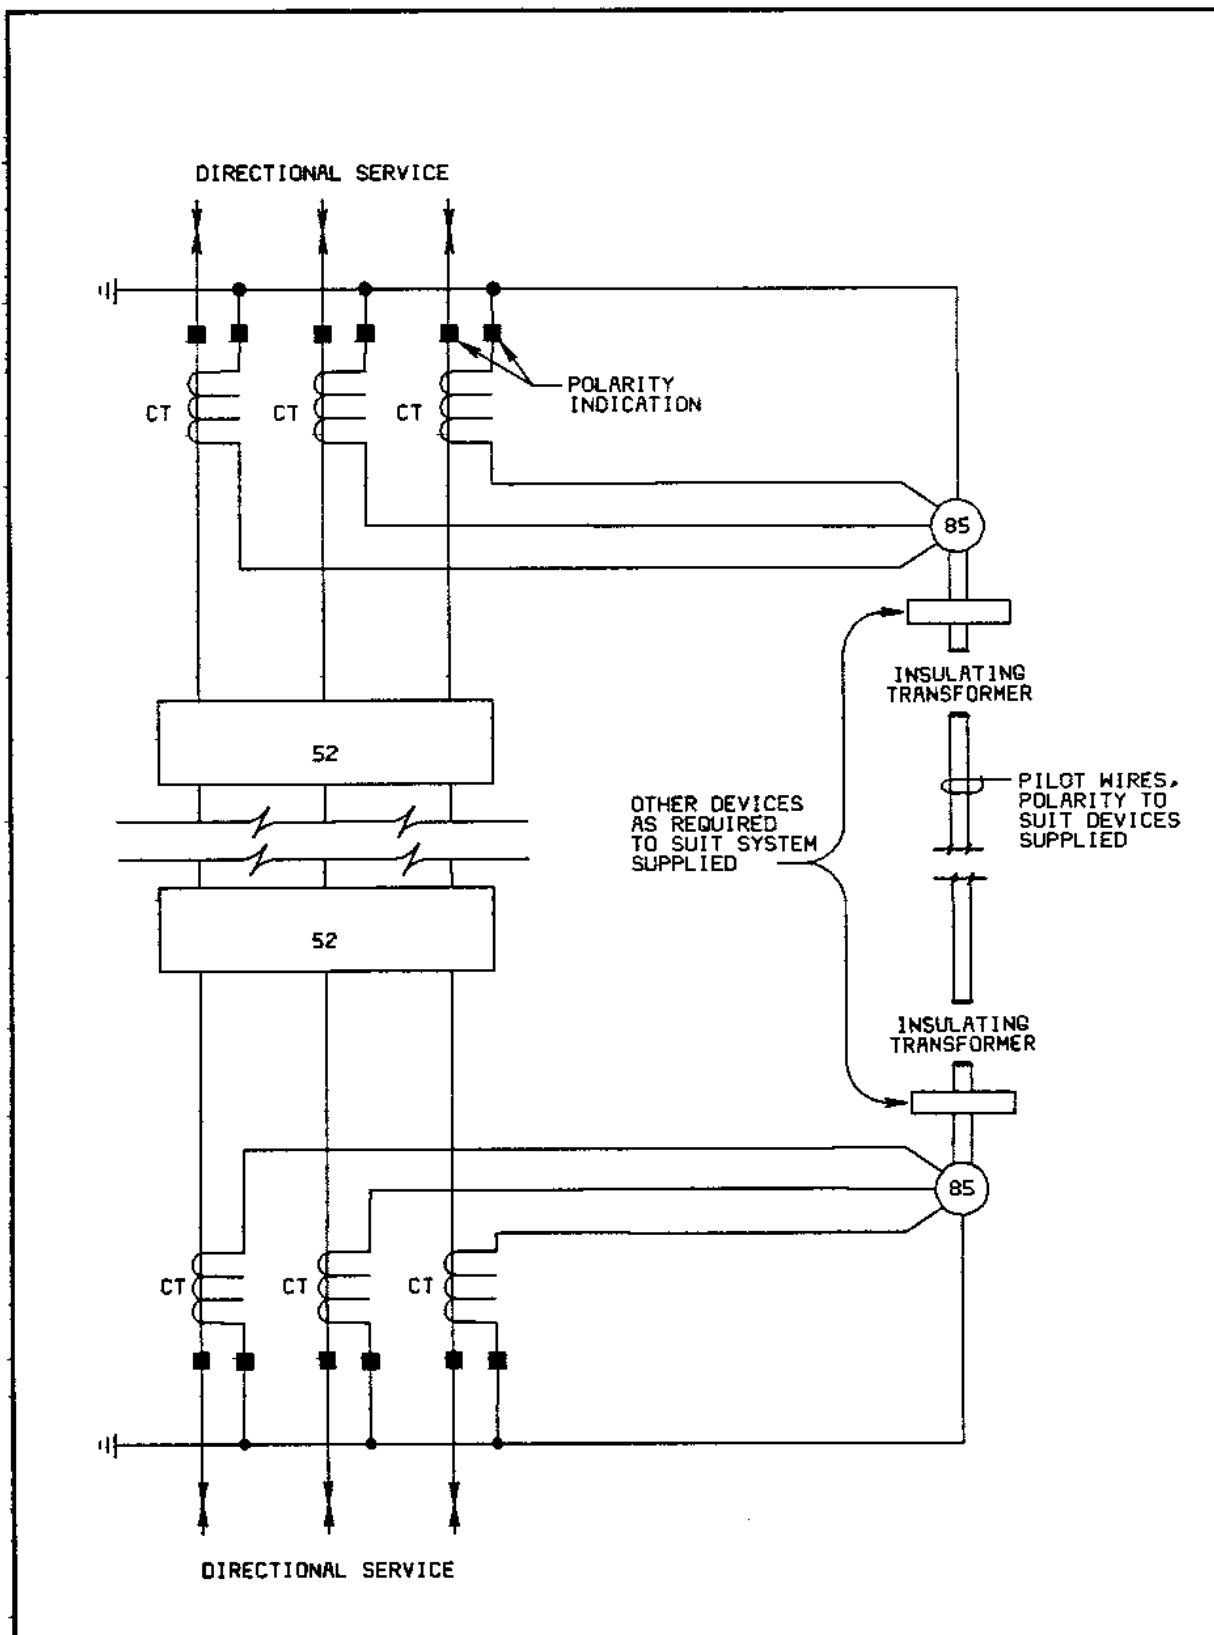 DIRECTIONAL SERVICE
POLARITY
INDICATION
CT
CT
CT
85
INSULATING
TRANSFORMER
52
PILOT WIRES,
POLARITY TO
SUIT DEVICES
SUPPLIED
OTHER DEVICES
AS REQUIRED
TO SUIT SYSTEM
SUPPLIED
52
INSULATING
TRANSFORMER
85
CT
CT
CT
DIRECTIONAL SERVICE